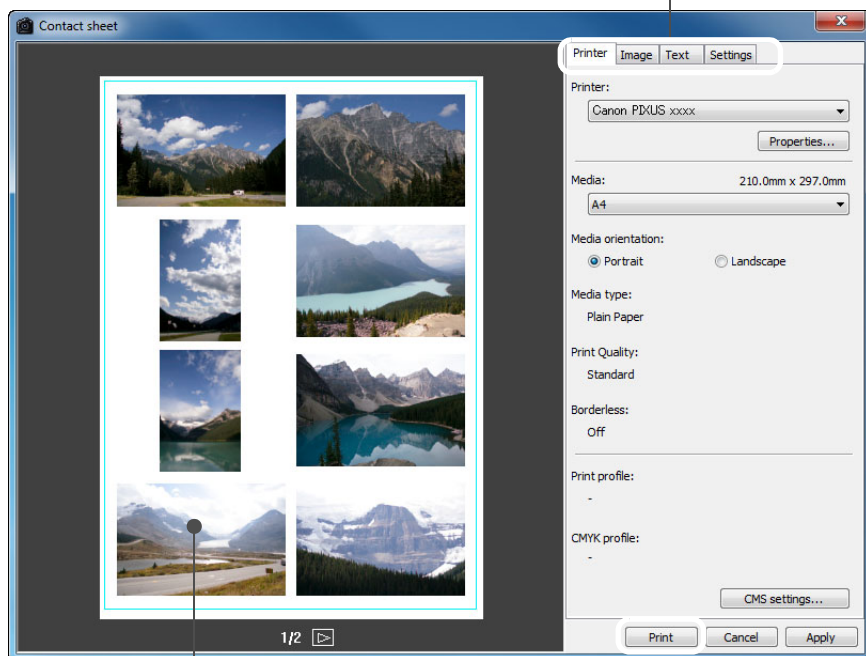 Contact sheet
Printer Image Text Settings
Printer:
Canon PIXUS xxxx
Properties...
Media: 210.0mm x 297.0mm
A4
Media orientation:
Portrait Landscape
Media type:
Plain Paper
Print Quality:
Standard
Borderless:
Off
Print profile:
-
CMYK profile:
-
CMS settings...
1/2
Print Cancel Apply